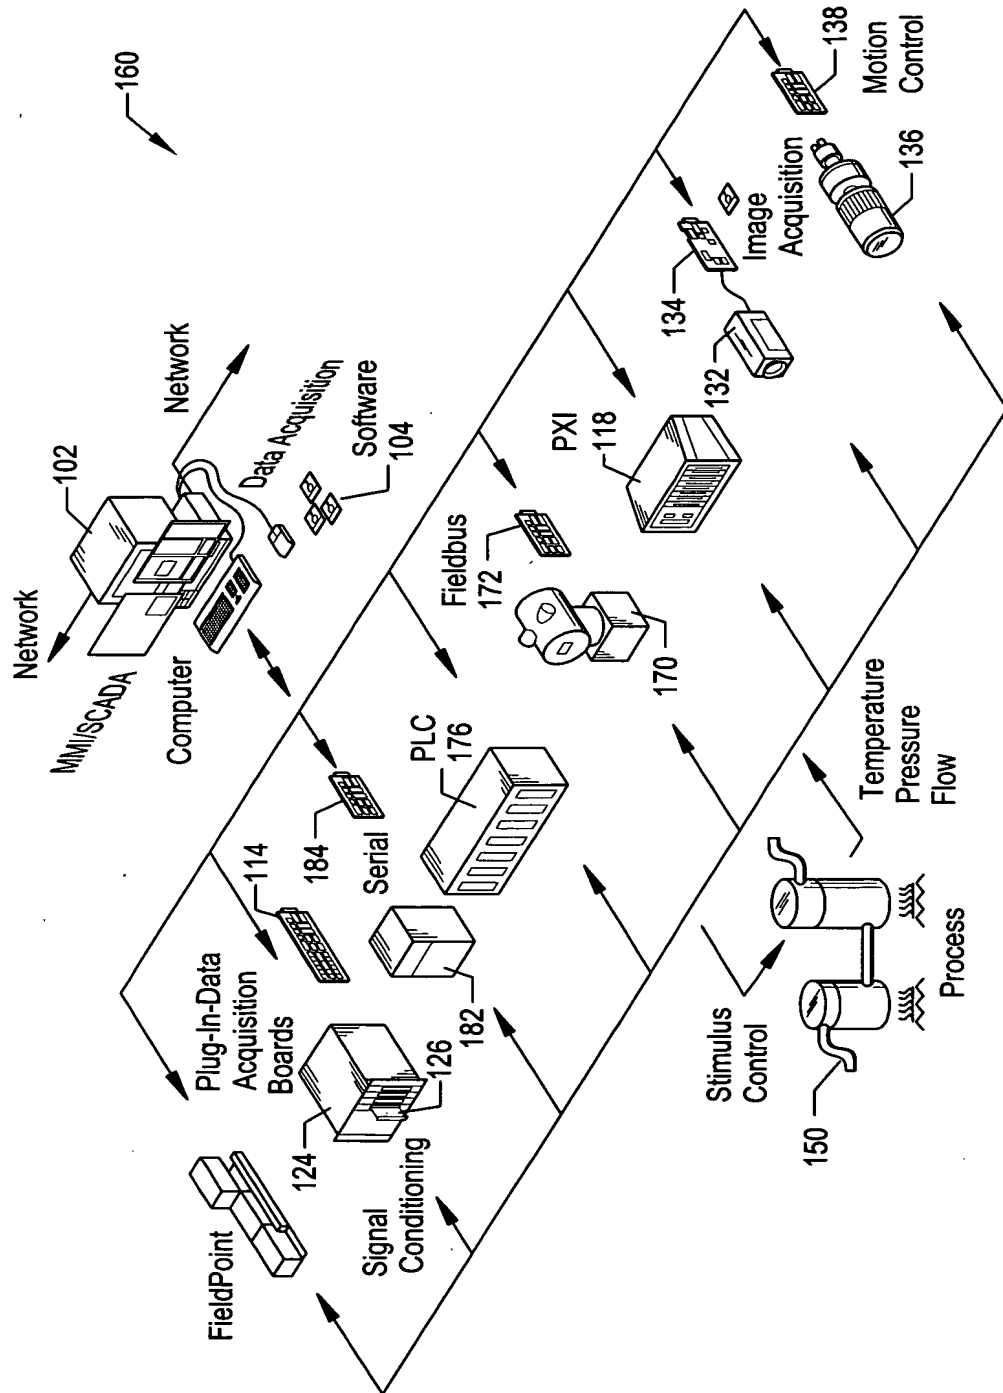 160
Network
102
Network
MMI/SCADA
Computer
Data Acquisition
Software
104
FieldPoint
Plug-In-Data
Acquisition
Boards
114
124
126
Signal
Conditioning
184
Serial
182
PLC
176
Fieldbus
172
170
PXI
118
134
132
Image
Acquisition
138
Motion
Control
136
Stimulus
Control
150
Process
Temperature
Pressure
Flow